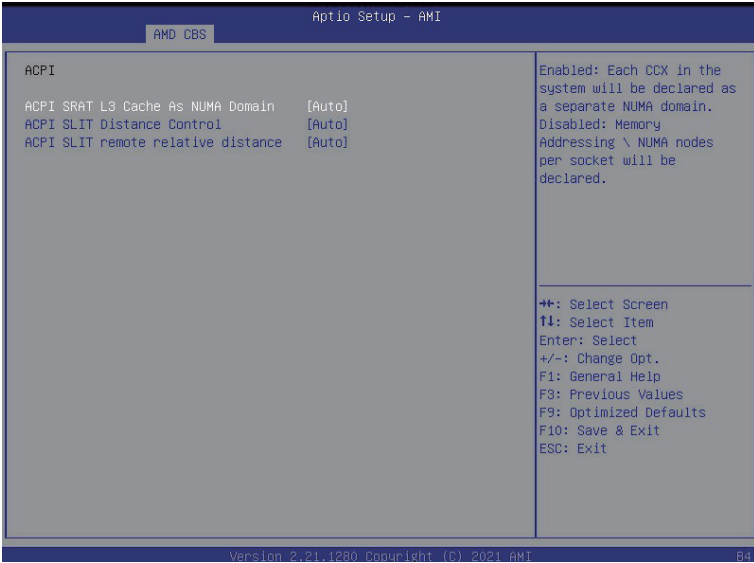 Aptio Setup – AMI
AMD CBS
ACPI
ACPI SRAT L3 Cache As NUMA Domain [Auto]
ACPI SLIT Distance Control [Auto]
ACPI SLIT remote relative distance [Auto]
Enabled: Each CCX in the
system will be declared as
a separate NUMA domain.
Disabled: Memory
Addressing \ NUMA nodes
per socket will be
declared.
→←: Select Screen
↑↓: Select Item
Enter: Select
+/-: Change Opt.
F1: General Help
F3: Previous Values
F9: Optimized Defaults
F10: Save & Exit
ESC: Exit
Version 2.21.1280 Copyright (C) 2021 AMI
B4